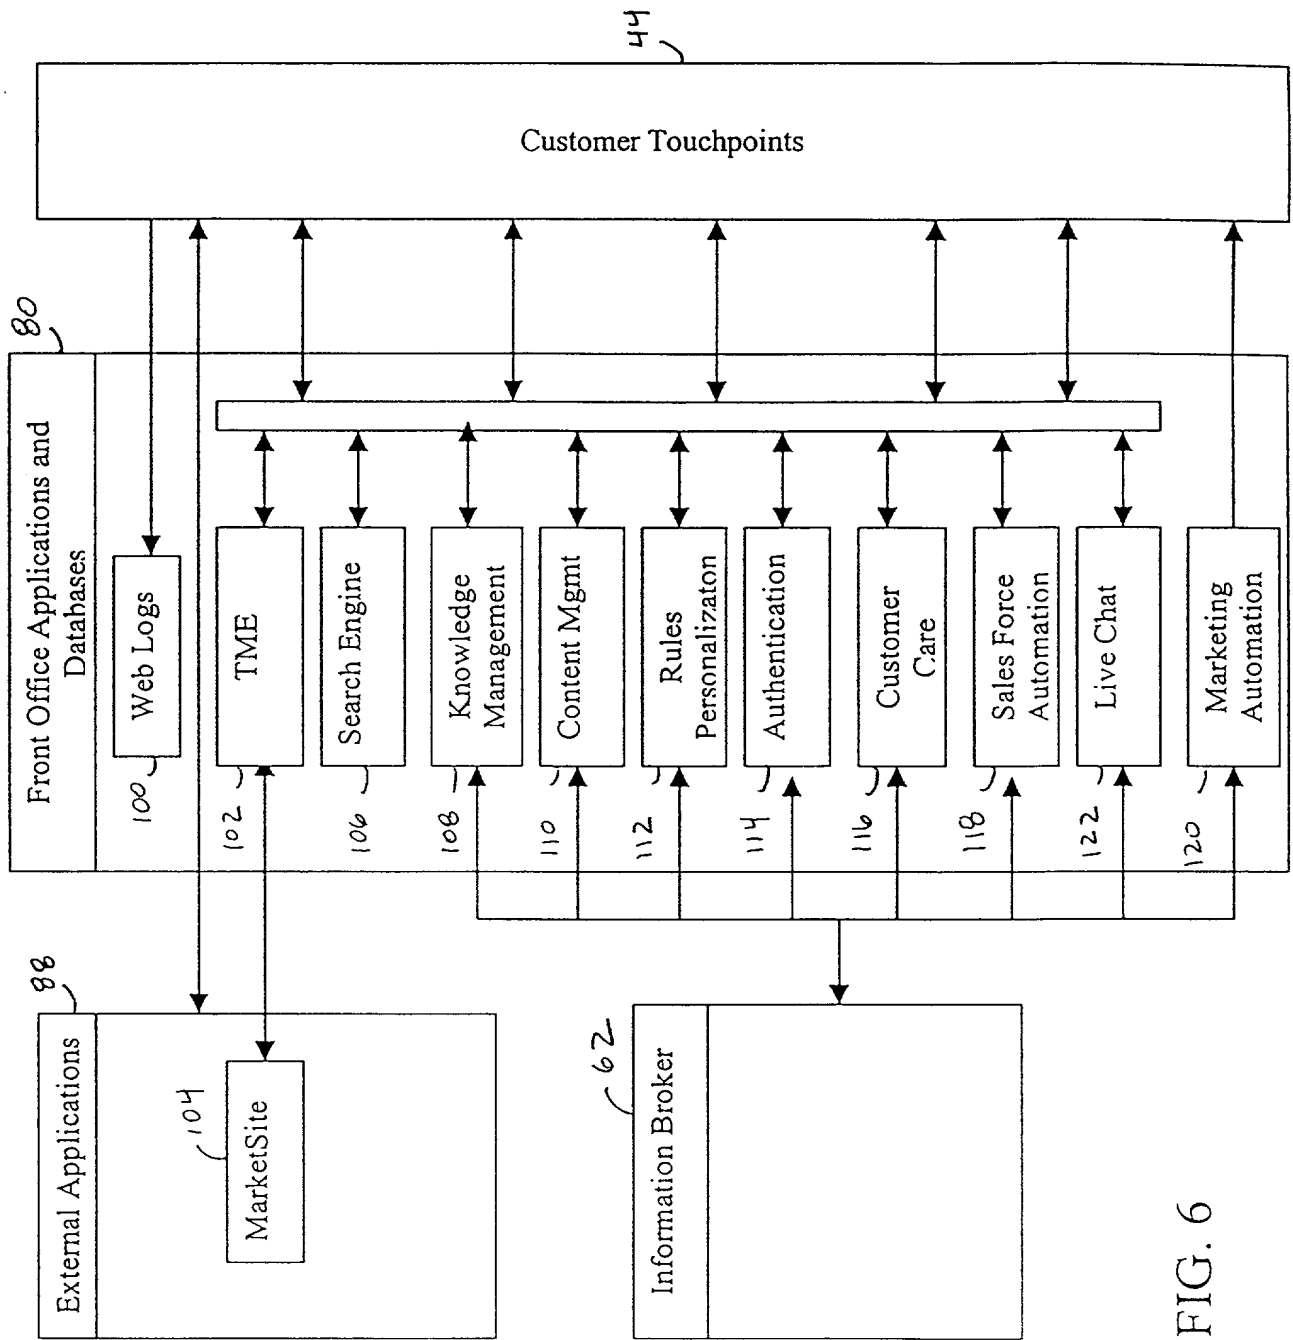 44
Customer Touchpoints
80
Front Office Applications and
Databases
Web Logs
100
TME
102
Search Engine
106
Knowledge
Management
108
Content Mgmt
110
Rules
Personalizaton
112
Authentication
114
Customer
Care
116
Sales Force
Automation
118
Live Chat
122
Marketing
Automation
120
88
External Applications
104
MarketSite
62
Information Broker
FIG. 6